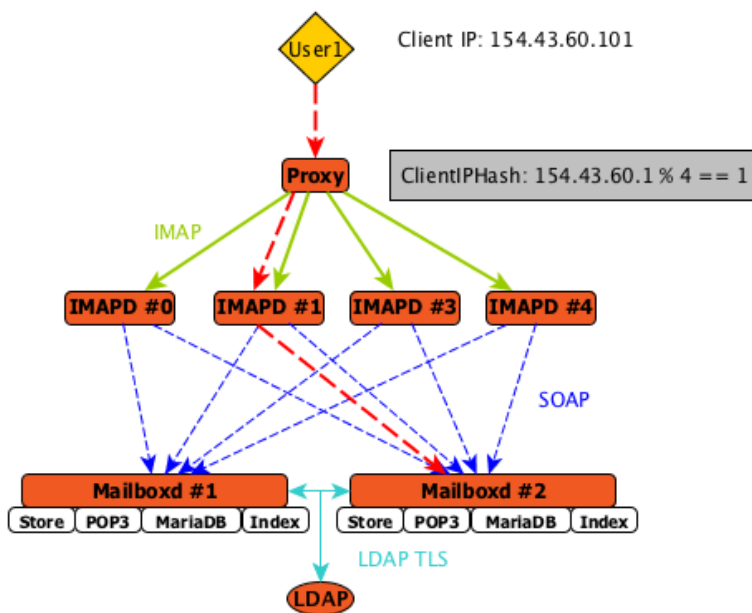 User1
Client IP: 154.43.60.101
Proxy
ClientIPHash: 154.43.60.1 % 4 == 1
IMAP
IMAPD #0
IMAPD #1
IMAPD #3
IMAPD #4
SOAP
Mailboxd #1
Mailboxd #2
Store
POP3
MariaDB
Index
Store
POP3
MariaDB
Index
LDAP TLS
LDAP